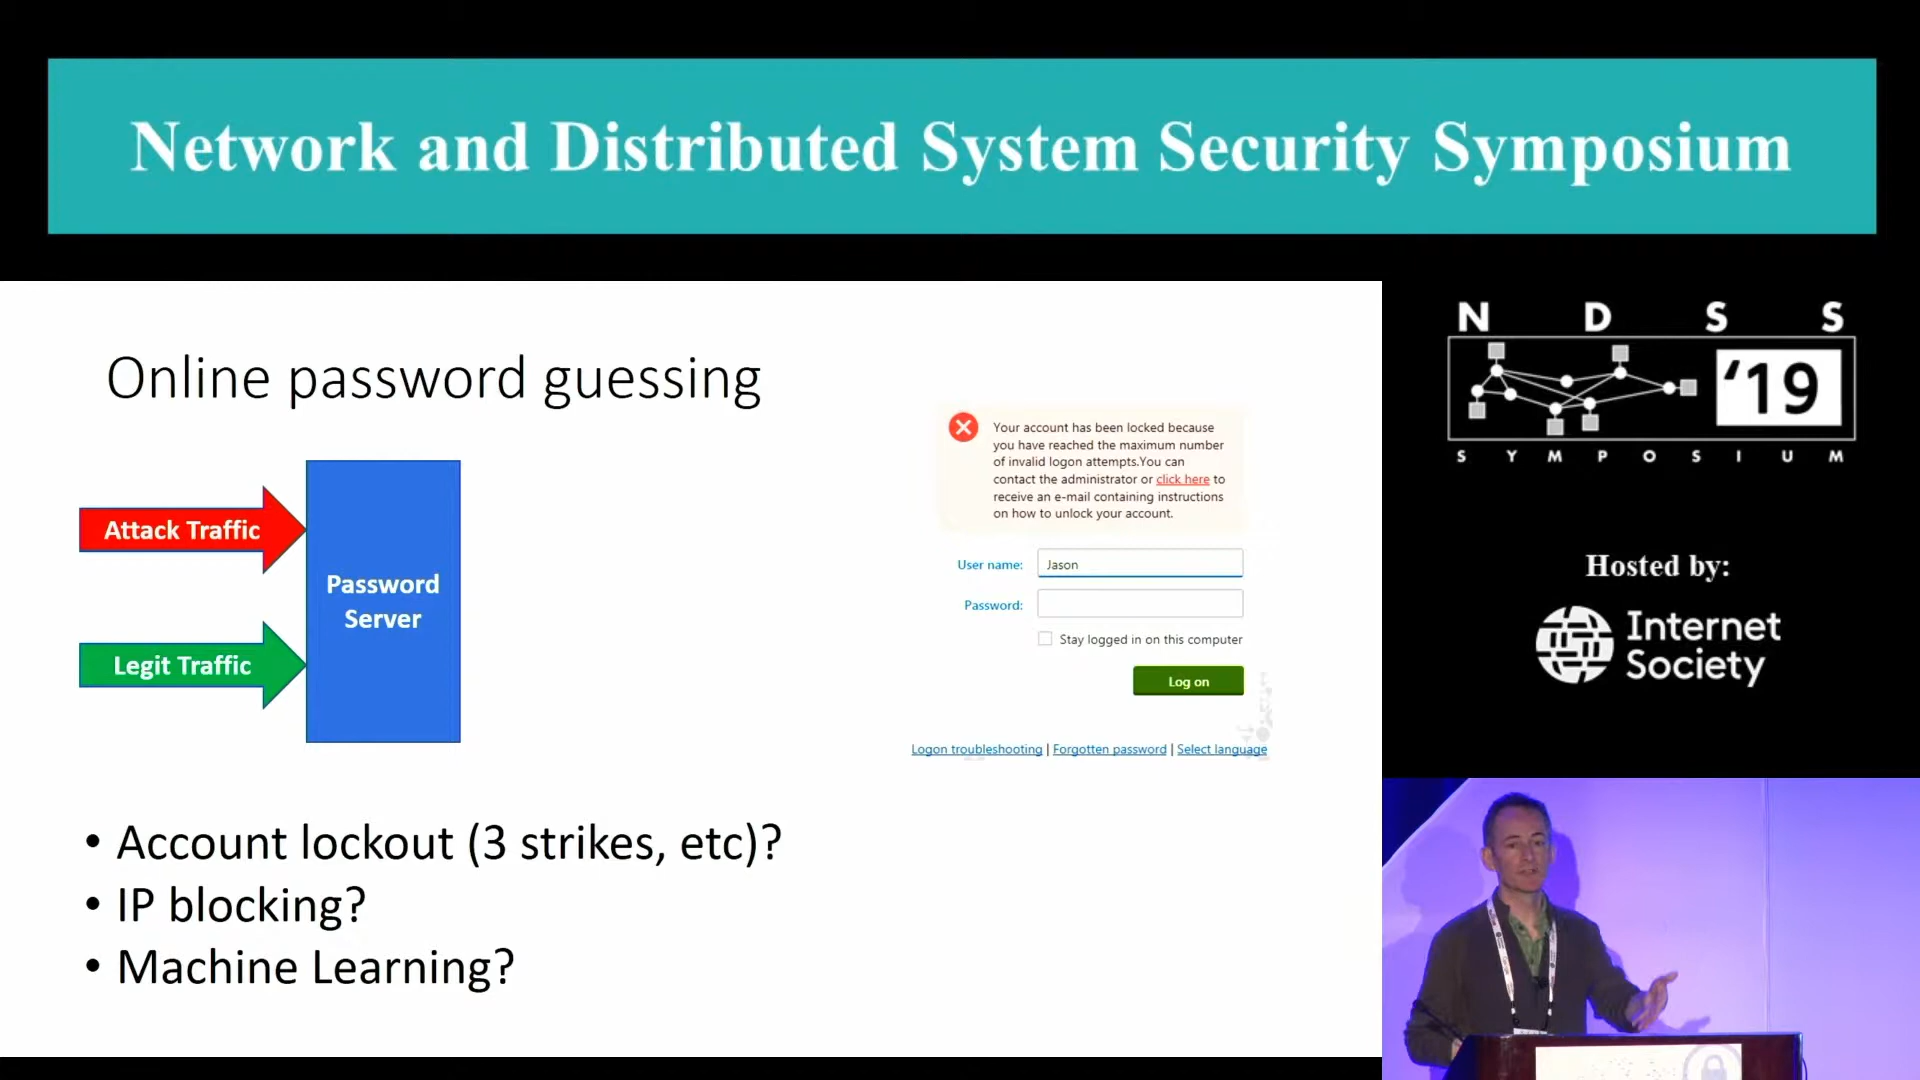 Network and Distributed System Security Symposium
N D S S
'19
S Y M P O S I U M
Hosted by:
Internet
Society
Online password guessing
Attack Traffic
Legit Traffic
Password
Server
Your account has been locked because
you have reached the maximum number
of invalid logon attempts.You can
contact the administrator or click here to
receive an e-mail containing instructions
on how to unlock your account.
User name: Jason
Password:
Stay logged in on this computer
Log on
Logon troubleshooting | Forgotten password | Select language
• Account lockout (3 strikes, etc)?
• IP blocking?
• Machine Learning?